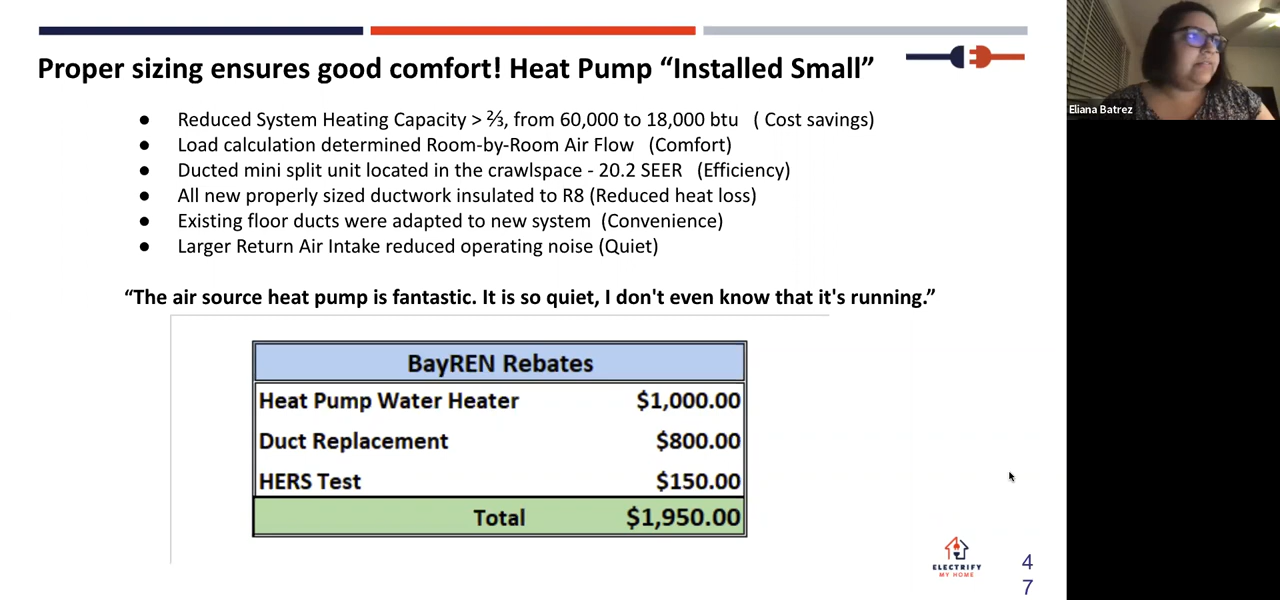 Proper sizing ensures good comfort! Heat Pump “Installed Small”
● Reduced System Heating Capacity > ⅔, from 60,000 to 18,000 btu ( Cost savings)
● Load calculation determined Room-by-Room Air Flow (Comfort)
● Ducted mini split unit located in the crawlspace - 20.2 SEER (Efficiency)
● All new properly sized ductwork insulated to R8 (Reduced heat loss)
● Existing floor ducts were adapted to new system (Convenience)
● Larger Return Air Intake reduced operating noise (Quiet)
“The air source heat pump is fantastic. It is so quiet, I don't even know that it's running.”
BayREN Rebates
Heat Pump Water Heater $1,000.00
Duct Replacement $800.00
HERS Test $150.00
Total $1,950.00
ELECTRIFY
MY HOME
4
7
Eliana Batrez